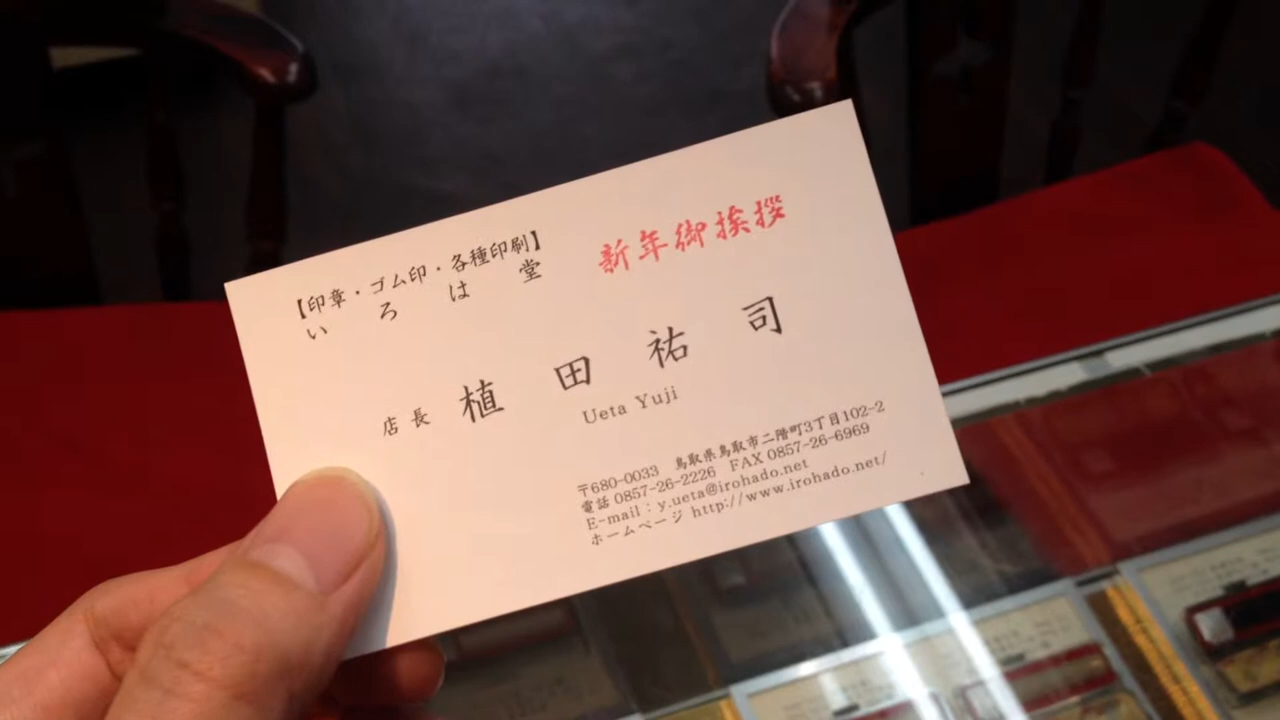 【印章・ゴム印・各種印刷】
いろは堂
新年御挨拶
店長 植田祐司
Ueta Yuji
〒680-0033 鳥取県鳥取市二階町3丁目102-2
電話 0857-26-2226 FAX 0857-26-6969
E-mail : y.ueta@irohado.net
ホームページ http://www.irohado.net/